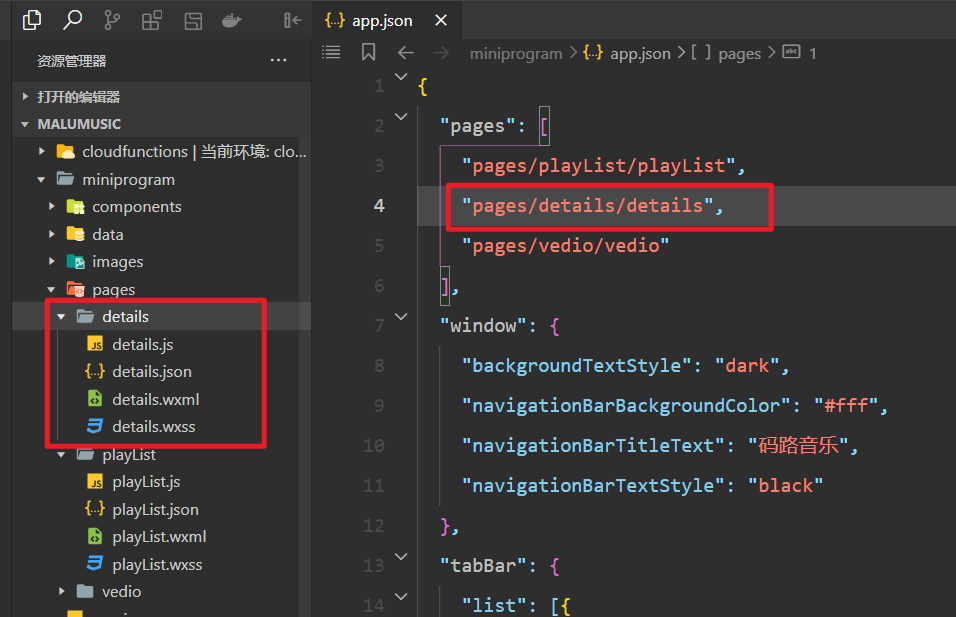 app.json
资源管理器
打开的编辑器
MALUMUSIC
cloudfunctions | 当前环境: clo...
miniprogram
components
data
images
pages
details
details.js
details.json
details.wxml
details.wxss
playList
playList.js
playList.json
playList.wxml
playList.wxss
vedio
miniprogram > {..} app.json > [ ] pages > abc 1
1 {
2 "pages": [
3 "pages/playList/playList",
4 "pages/details/details",
5 "pages/vedio/vedio"
6 ],
7 "window": {
8 "backgroundTextStyle": "dark",
9 "navigationBarBackgroundColor": "#fff",
10 "navigationBarTitleText": "码路音乐",
11 "navigationBarTextStyle": "black"
12 },
13 "tabBar": {
14 "list": [{